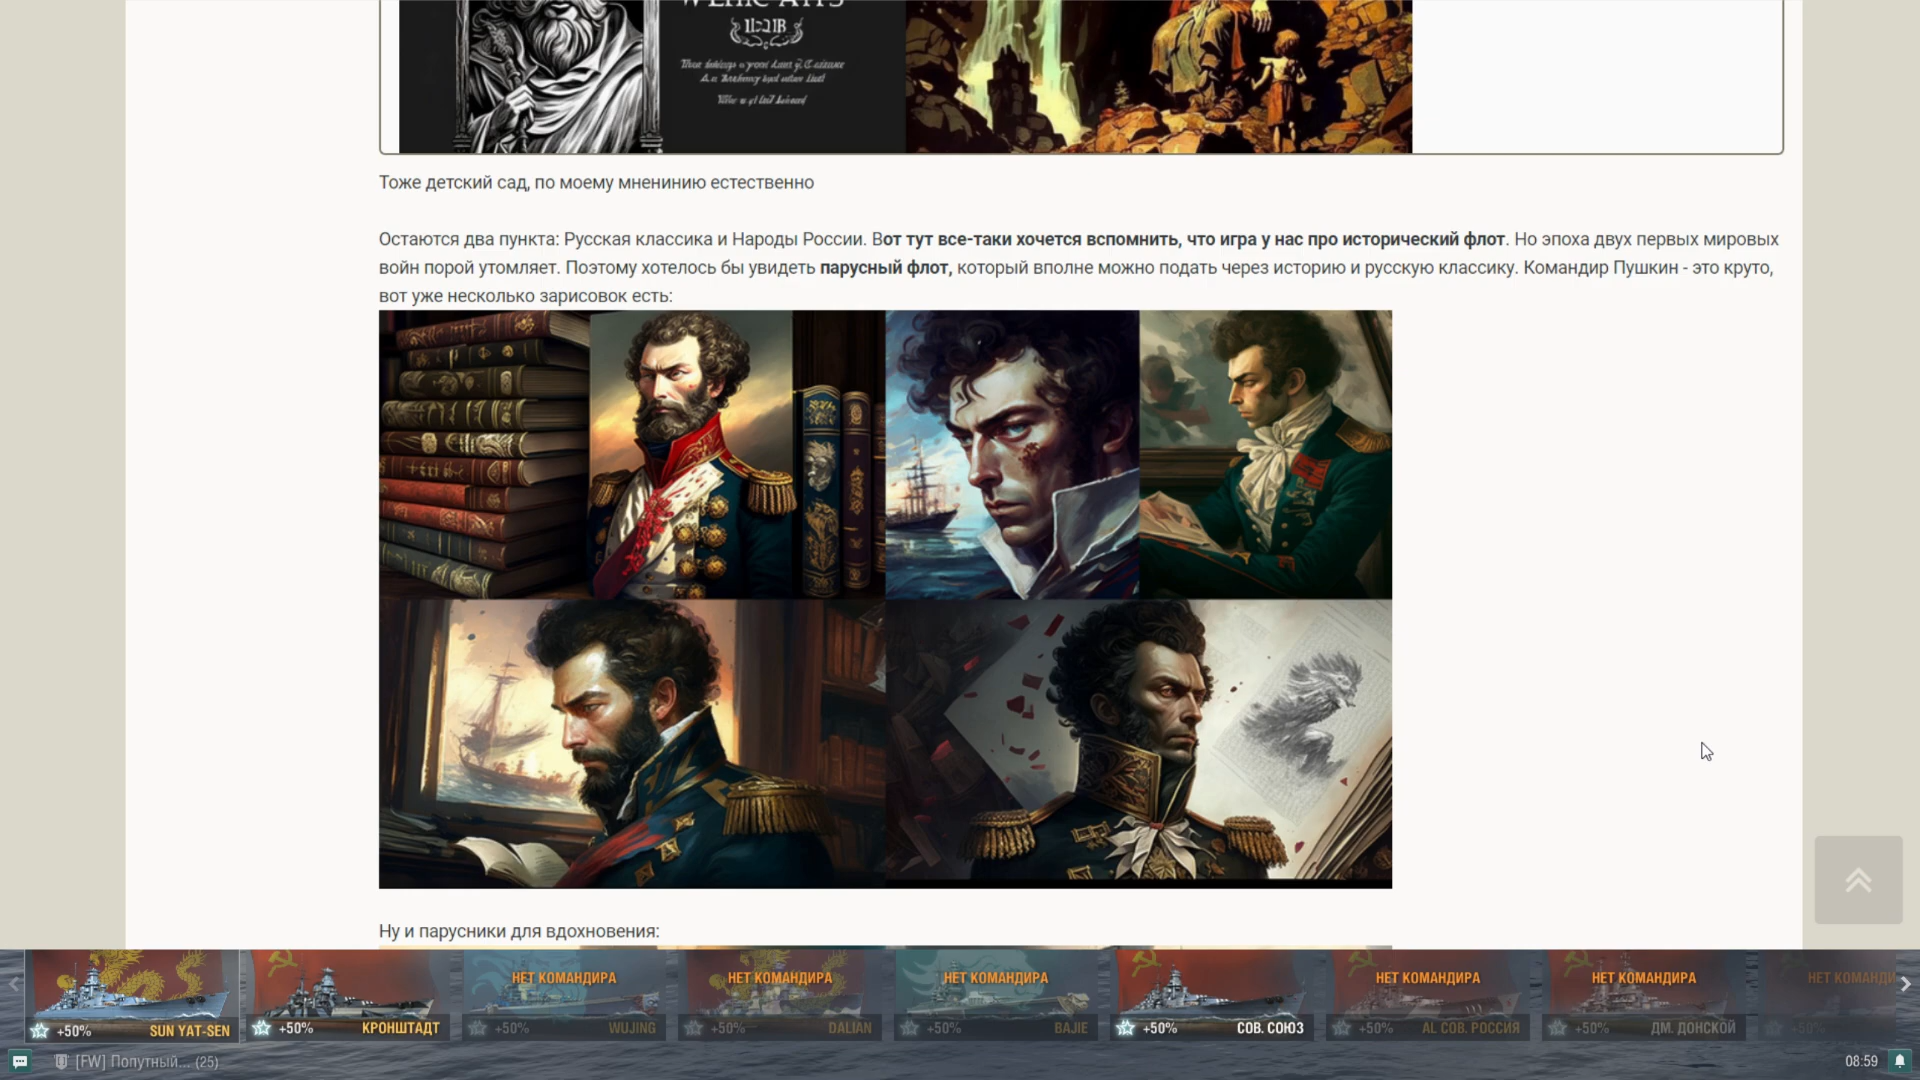 II:21B
Тоже детский сад, по моему мненинию естественно
Остаются два пункта: Русская классика и Народы России. Вот тут все-таки хочется вспомнить, что игра у нас про исторический флот. Но эпоха двух первых мировых
войн порой утомляет. Поэтому хотелось бы увидеть парусный флот, который вполне можно подать через историю и русскую классику. Командир Пушкин - это круто,
вот уже несколько зарисовок есть:
Ну и парусники для вдохновения:
НЕТ КОМАНДИРА НЕТ КОМАНДИРА НЕТ КОМАНДИРА НЕТ КОМАНДИРА НЕТ КОМАНДИРА НЕТ КОМАНДИ
+50% SUN YAT-SEN +50% КРОНШТАДТ +50% WUJING +50% DALIAN +50% BAJIE +50% СОВ. СОЮЗ +50% AL СОВ. РОССИЯ +50% ДМ. ДОНСКОЙ +50%
[FW] Попутный... (25) 08:59